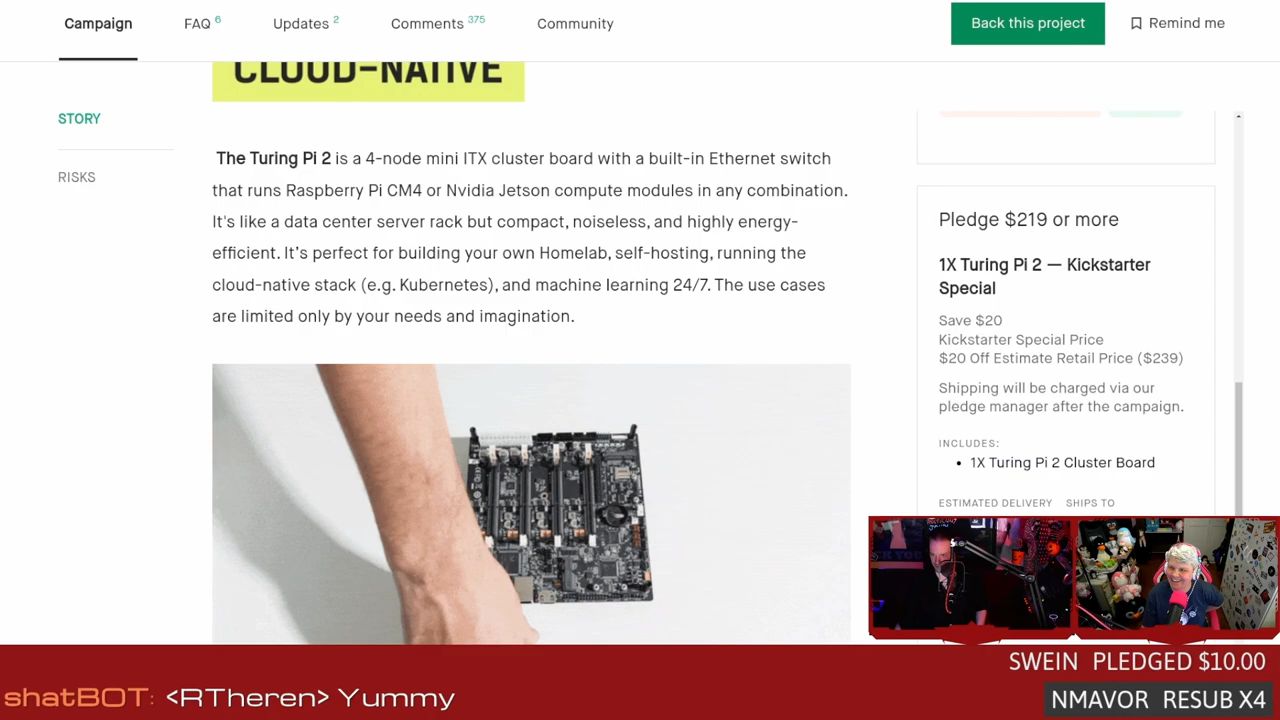 Campaign
FAQ 6
Updates 2
Comments 375
Community
Back this project
Remind me
CLOUD-NATIVE
STORY
RISKS
The Turing Pi 2 is a 4-node mini ITX cluster board with a built-in Ethernet switch
that runs Raspberry Pi CM4 or Nvidia Jetson compute modules in any combination.
It's like a data center server rack but compact, noiseless, and highly energy-
efficient. It’s perfect for building your own Homelab, self-hosting, running the
cloud-native stack (e.g. Kubernetes), and machine learning 24/7. The use cases
are limited only by your needs and imagination.
Pledge $219 or more
1X Turing Pi 2 — Kickstarter
Special
Save $20
Kickstarter Special Price
$20 Off Estimate Retail Price ($239)
Shipping will be charged via our
pledge manager after the campaign.
INCLUDES:
• 1X Turing Pi 2 Cluster Board
ESTIMATED DELIVERY SHIPS TO
SWEIN PLEDGED $10.00
shatBOT: <RTheren> Yummy
NMAVOR RESUB X4